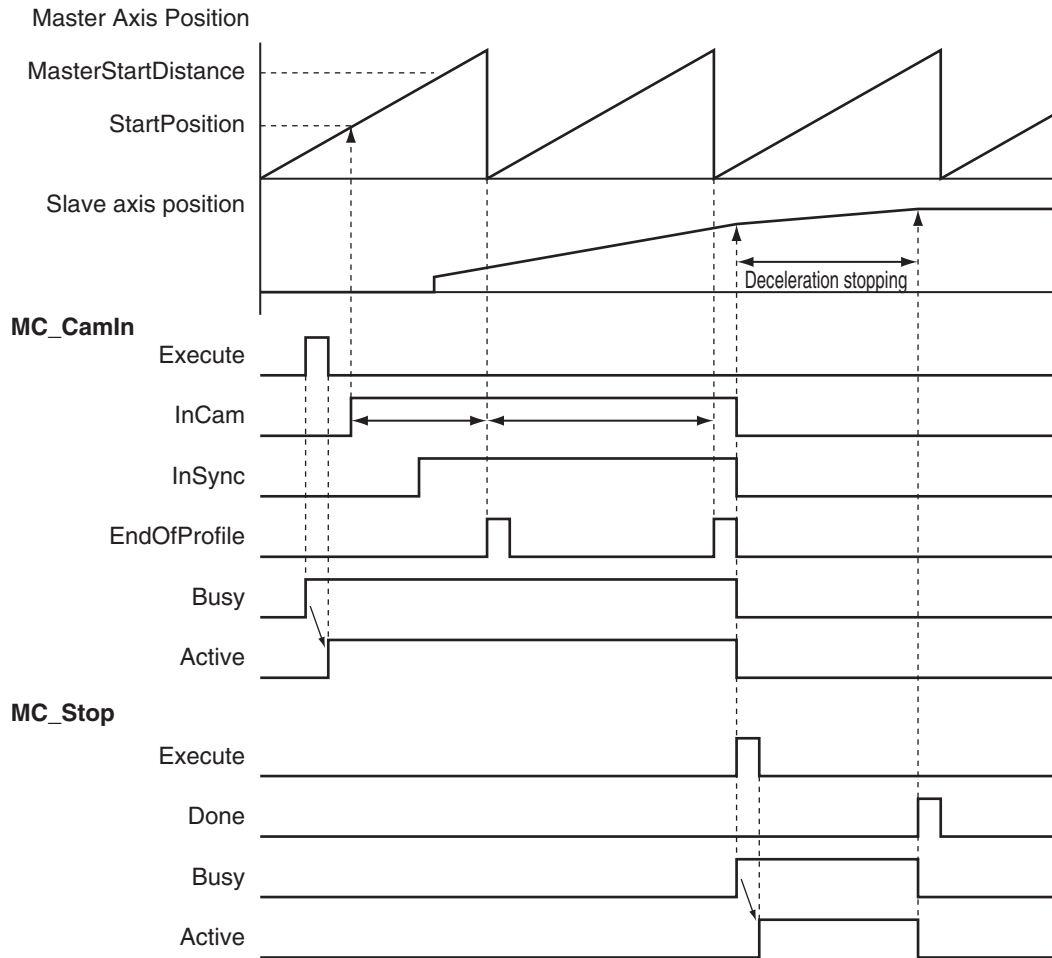 Master Axis Position
MasterStartDistance
StartPosition
Slave axis position
Deceleration stopping
MC_CamIn
Execute
InCam
InSync
EndOfProfile
Busy
Active
MC_Stop
Execute
Done
Busy
Active